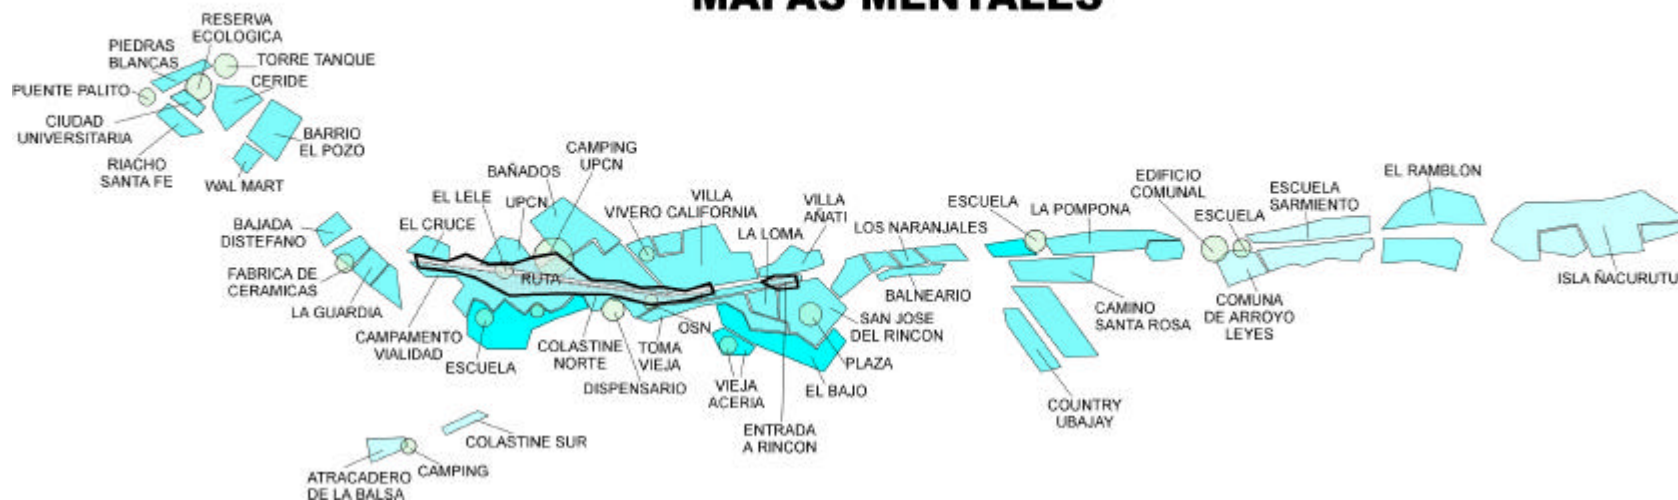 MAPAS MENTALES
RESERVA
ECOLOGICA
PIEDRAS
BLANCAS
TORRE TANQUE
CERIDE
PUENTE PALITO
CIUDAD
UNIVERSITARIA
BARRIO
EL POZO
RIACHO
SANTA FE
WAL MART
CAMPING
UPCN
BAÑADOS
EL LELE
UPCN
VILLA
CALIFORNIA
VIVERO
VILLA
AÑATI
BAJADA
DISTEFANO
EL CRUCE
LA LOMA
LOS NARANJALES
ESCUELA
LA POMPONA
EDIFICIO
COMUNAL
ESCUELA
ESCUELA
SARMIENTO
EL RAMBLON
FABRICA DE
CERAMICAS
LA GUARDIA
RUTA
BALNEARIO
ISLA ÑACURUTU
CAMPAMENTO
VIALIDAD
ESCUELA
COLASTINE
NORTE
TOMA
VIEJA
OSN
DISPENSARIO
SAN JOSE
DEL RINCON
PLAZA
EL BAJO
VIEJA
ACERIA
CAMINO
SANTA ROSA
COMUNA
DE ARROYO
LEYES
ENTRADA
A RINCON
COUNTRY
UBAJAY
COLASTINE SUR
ATRACADERO
DE LA BALSA
CAMPING